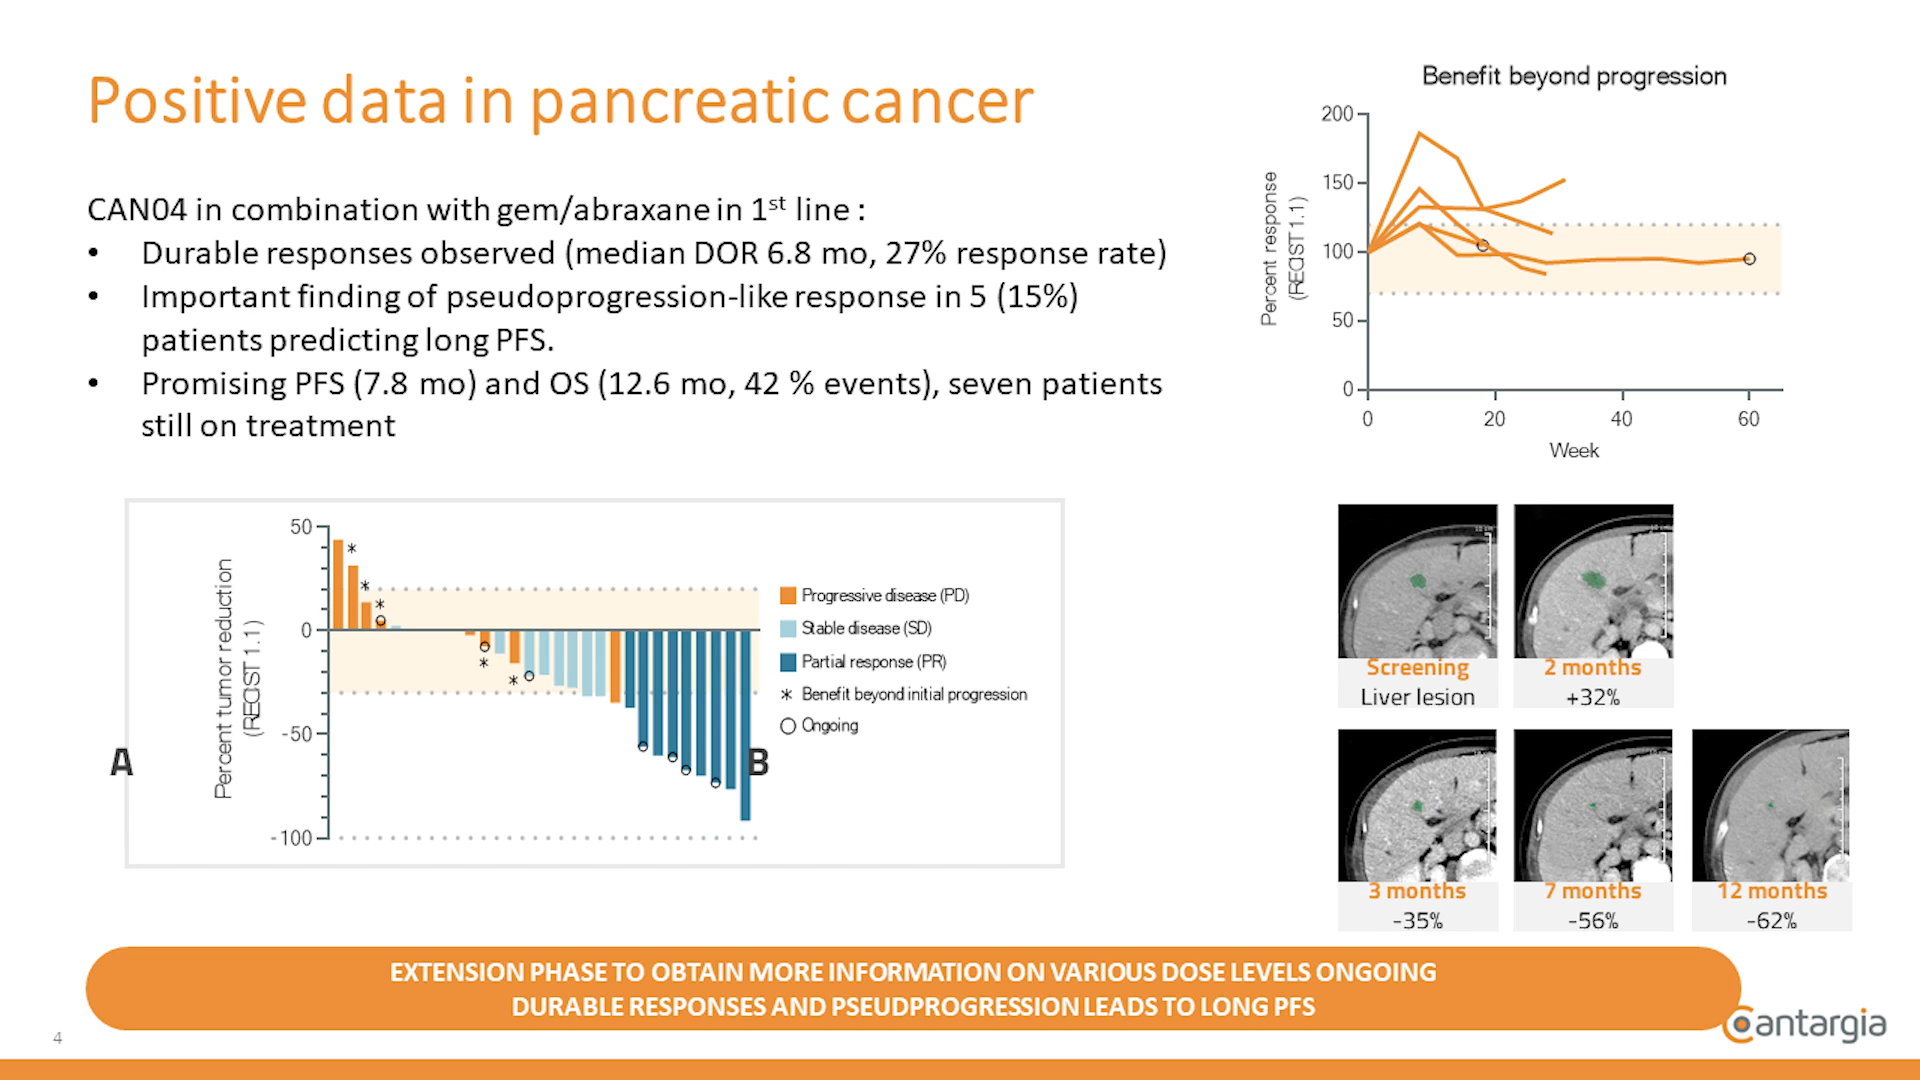 Positive data in pancreatic cancer
CAN04 in combination with gem/abraxane in 1st line :
• Durable responses observed (median DOR 6.8 mo, 27% response rate)
• Important finding of pseudoprogression-like response in 5 (15%)
patients predicting long PFS.
• Promising PFS (7.8 mo) and OS (12.6 mo, 42 % events), seven patients
still on treatment
Benefit beyond progression
Percent response
(RECIST 1.1)
200
150
100
50
0
0 20 40 60
Week
A
Percent tumor reduction
(RECIST 1.1)
50
0
-50
-100
Progressive disease (PD)
Stable disease (SD)
Partial response (PR)
* Benefit beyond initial progression
Ongoing
B
Screening
Liver lesion
2 months
+32%
3 months
-35%
7 months
-56%
12 months
-62%
EXTENSION PHASE TO OBTAIN MORE INFORMATION ON VARIOUS DOSE LEVELS ONGOING
DURABLE RESPONSES AND PSEUDPROGRESSION LEADS TO LONG PFS
4
Cantargia